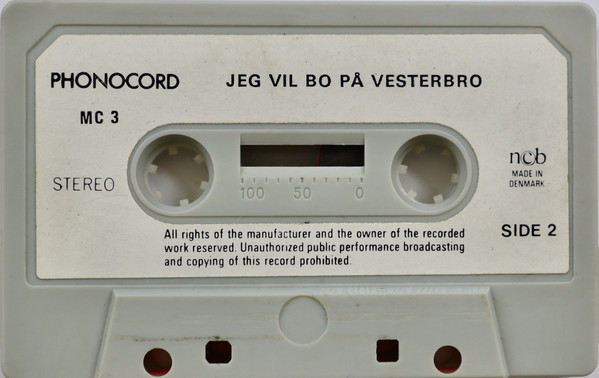 PHONOCORD JEG VIL BO PÅ VESTERBRO
MC 3
STEREO
100 50 0
ncb
MADE IN
DENMARK
SIDE 2
All rights of the manufacturer and the owner of the recorded
work reserved. Unauthorized public performance broadcasting
and copying of this record prohibited.